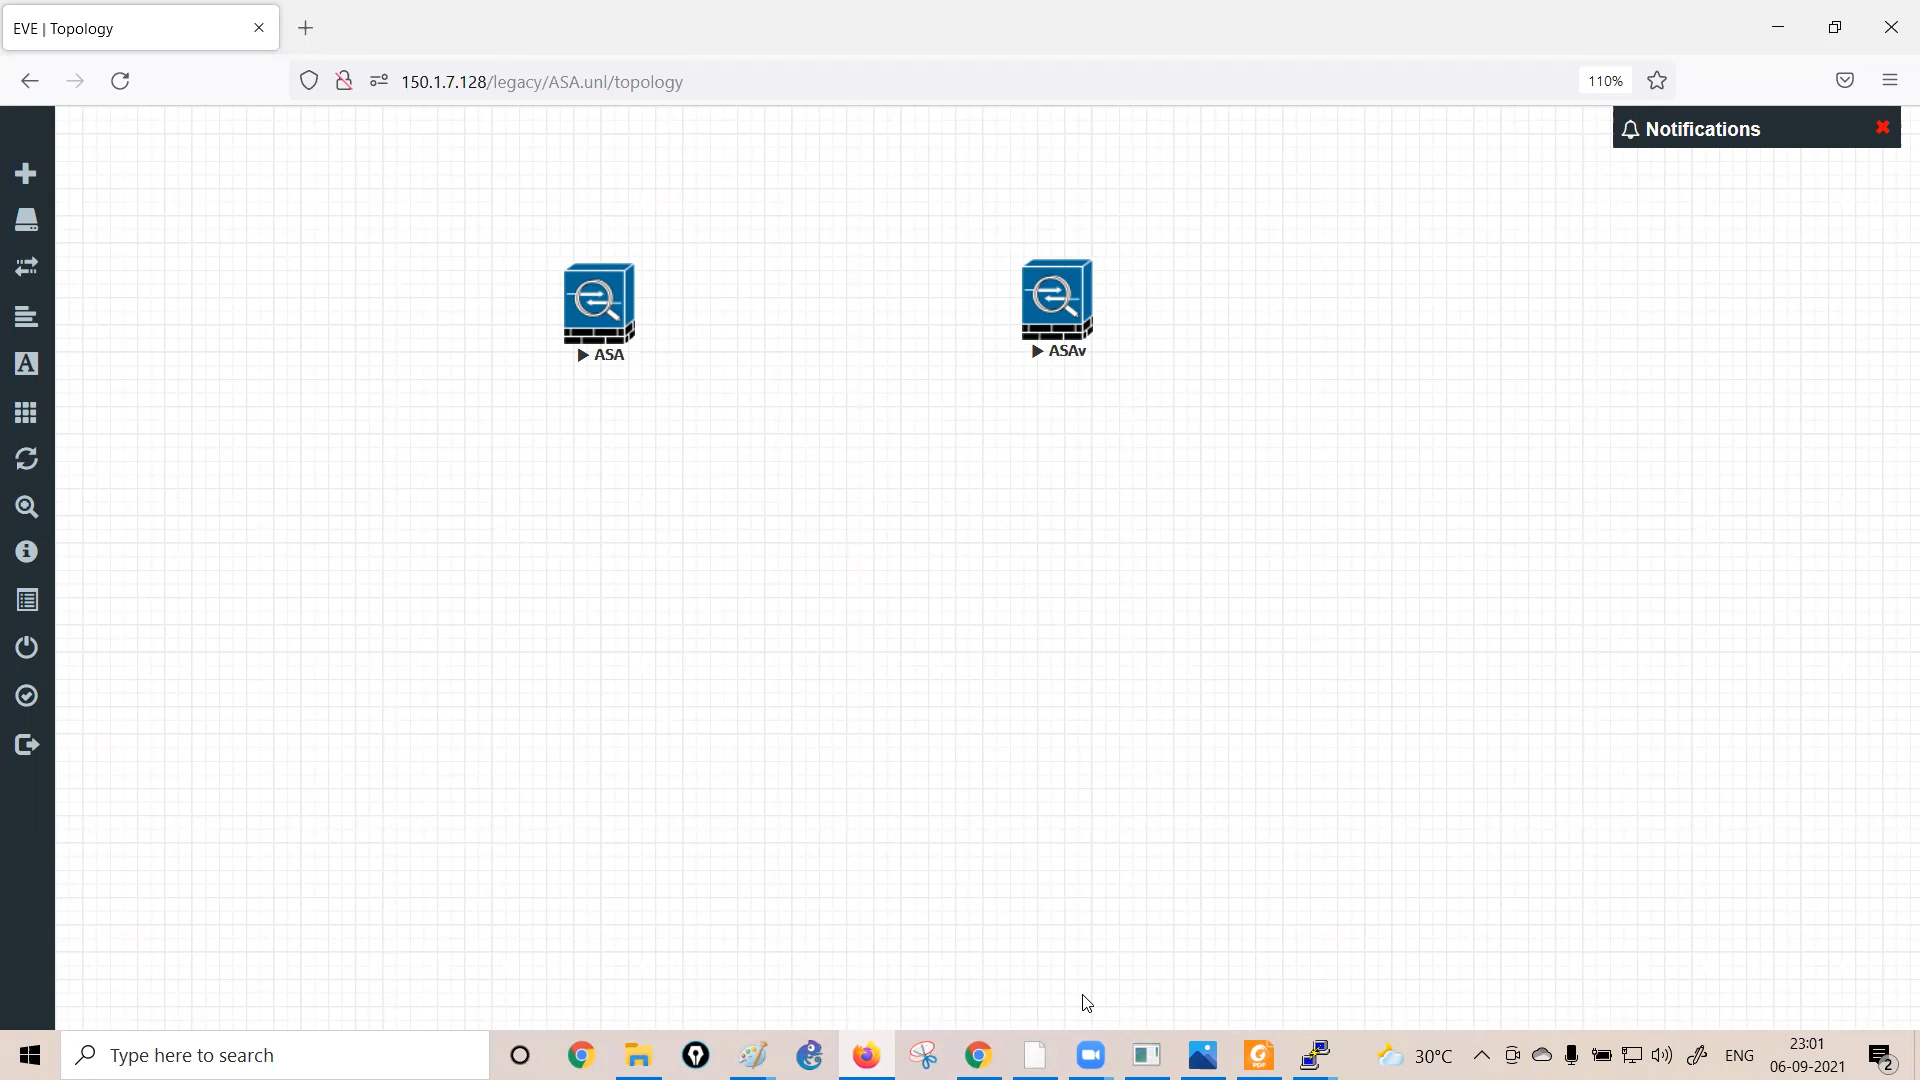 EVE | Topology
150.1.7.128/legacy/ASA.unl/topology
110%
Notifications
ASA
ASAv
Type here to search
30°C
ENG
23:01
06-09-2021
2